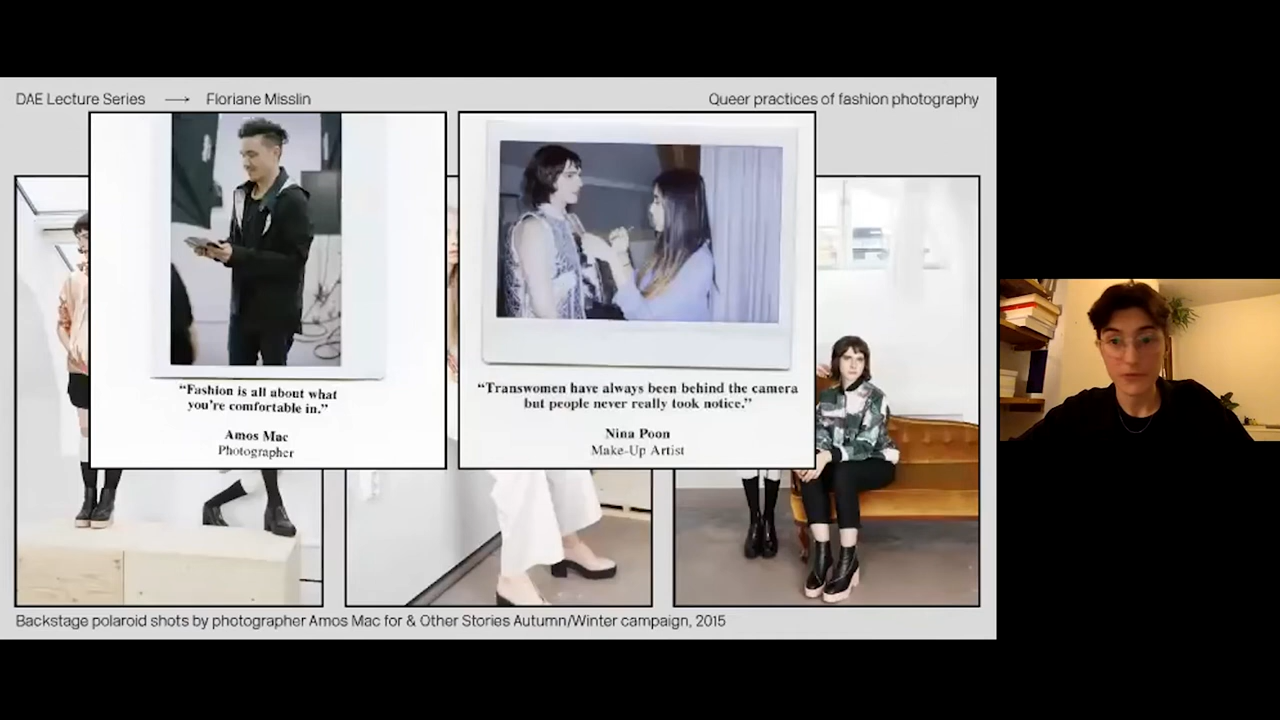 DAE Lecture Series → Floriane Misslin
Queer practices of fashion photography
“Fashion is all about what
you’re comfortable in.”
Amos Mac
Photographer
“Transwomen have always been behind the camera
but people never really took notice.”
Nina Poon
Make-Up Artist
Backstage polaroid shots by photographer Amos Mac for & Other Stories Autumn/Winter campaign, 2015